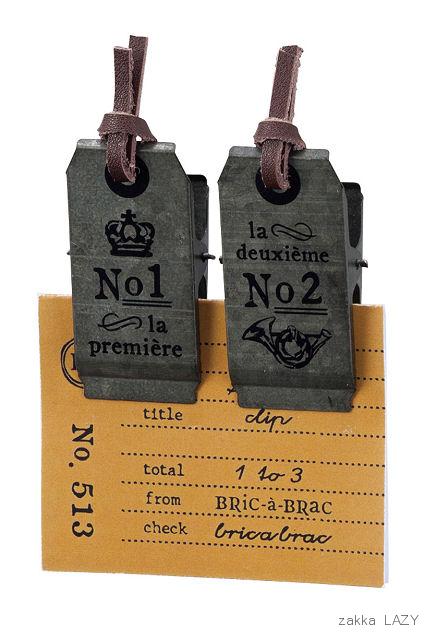 No1
la
première
la
deuxième
No2
title clip
total 1 to 3
from BRiC-à-BRaC
check bricabrac
No. 513
zakka LAZY